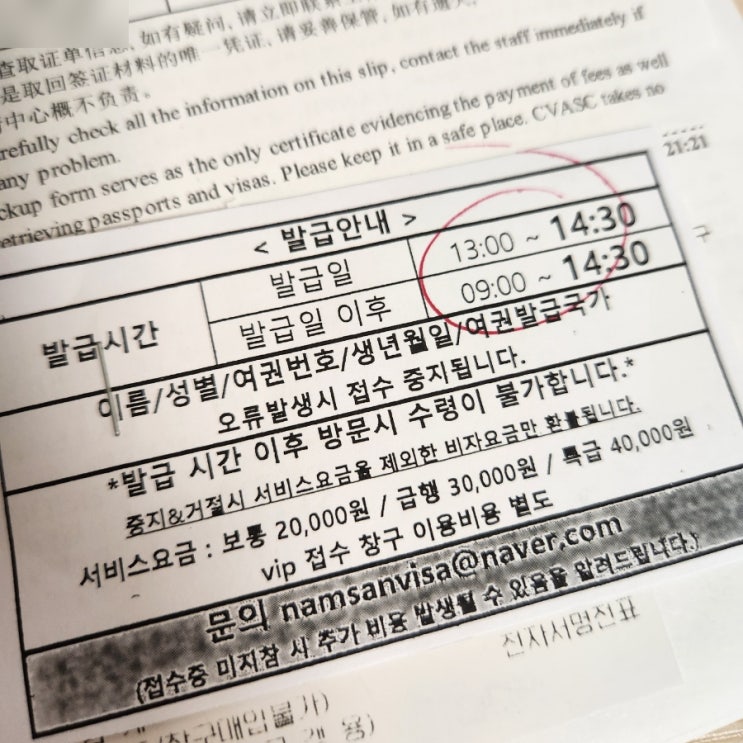 查取证单信息, 如有疑问, 请立即联系
是取回签证材料的唯一凭证、请妥善保管, 如有遗失,
中心概不负责。
refully check all the information on this slip, contact the staff immediately if
any problem.
ckup form serves as the only certificate evidencing the payment of fees as well
etrieving passports and visas. Please keep it in a safe place. CVASC takes no
21:21
구
< 발급안내 >
발급시간
발급일
13:00 ~ 14:30
발급일 이후
09:00 ~ 14:30
이름/성별/여권번호/생년월일/여권발급국가
오류발생시 접수 중지됩니다.
*발급 시간 이후 방문시 수령이 불가합니다.*
중지&거절시 서비스요금을 제외한 비자요금만 환불됩니다.
서비스요금 : 보통 20,000원 / 급행 30,000원 / 특급 40,000원
vip 접수 창구 이용비용 별도
문의 namsanvisa@naver.com
(접수증 미지참 시 추가 비용 발생될 수 있음을 알려드립니다.)
전자서명진표